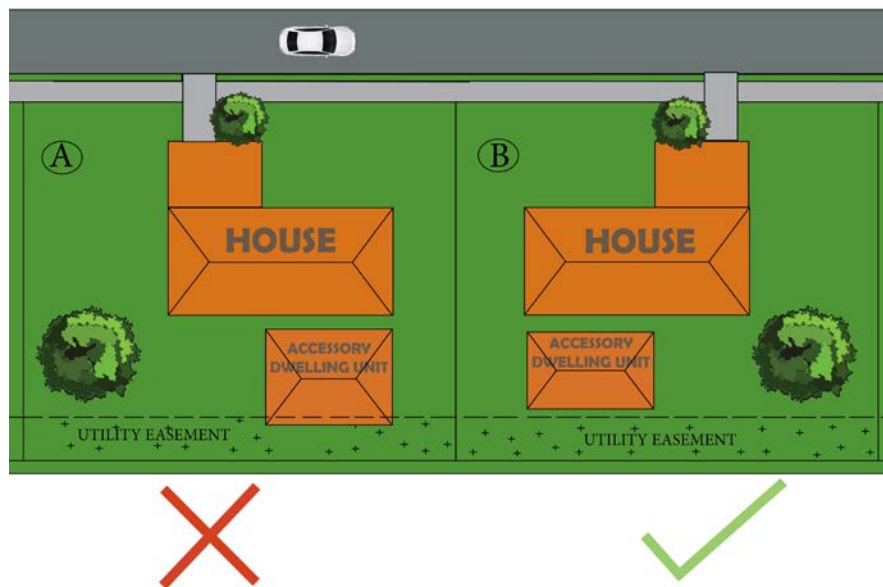 A
B
HOUSE
HOUSE
ACCESSORY
DWELLING UNIT
ACCESSORY
DWELLING UNIT
UTILITY EASEMENT
UTILITY EASEMENT